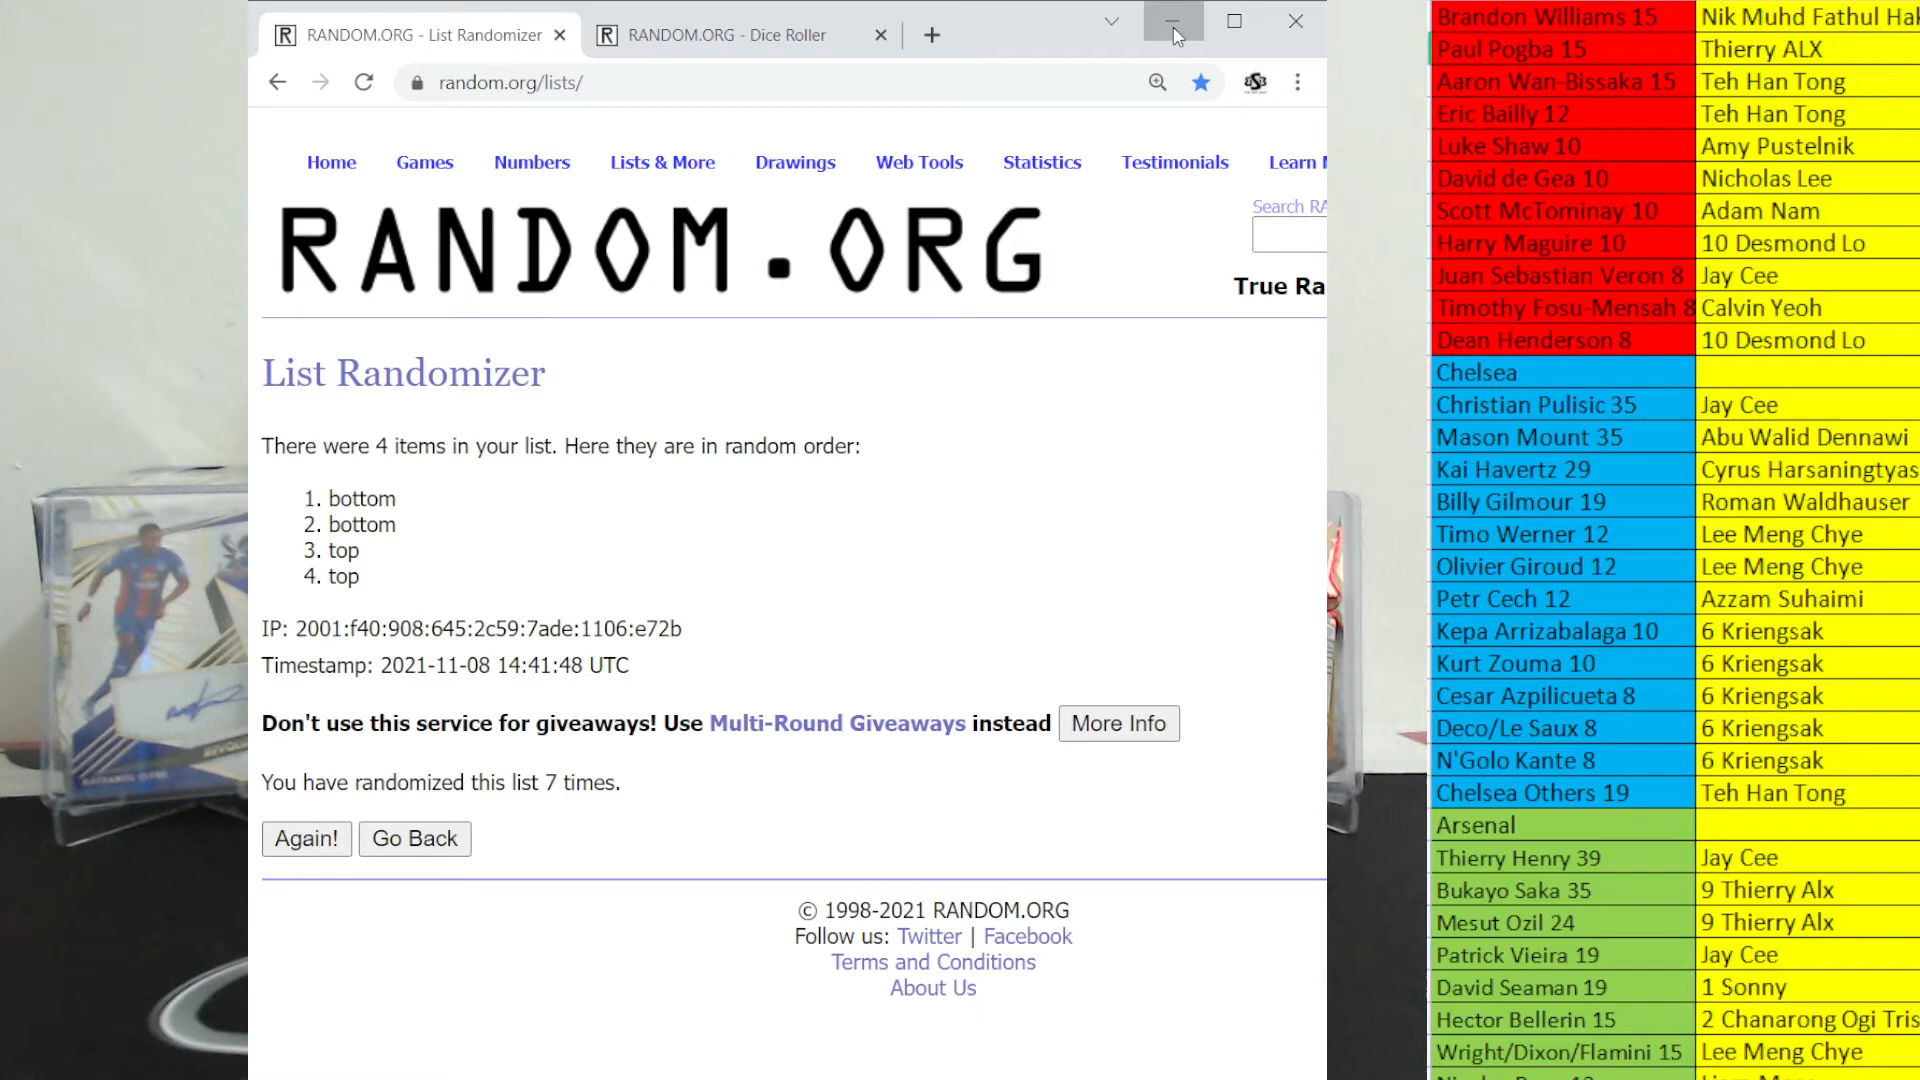 RANDOM.ORG - List Randomizer
RANDOM.ORG - Dice Roller
random.org/lists/
Home Games Numbers Lists & More Drawings Web Tools Statistics Testimonials Learn
Search RA
RANDOM.ORG
True Ra
List Randomizer
There were 4 items in your list. Here they are in random order:
1. bottom
2. bottom
3. top
4. top
IP: 2001:f40:908:645:2c59:7ade:1106:e72b
Timestamp: 2021-11-08 14:41:48 UTC
Don't use this service for giveaways! Use Multi-Round Giveaways instead More Info
You have randomized this list 7 times.
Again! Go Back
© 1998-2021 RANDOM.ORG
Follow us: Twitter | Facebook
Terms and Conditions
About Us
Brandon Williams 15 Nik Muhd Fathul Hak
Paul Pogba 15 Thierry ALX
Aaron Wan-Bissaka 15 Teh Han Tong
Eric Bailly 12 Teh Han Tong
Luke Shaw 10 Amy Pustelnik
David de Gea 10 Nicholas Lee
Scott McTominay 10 Adam Nam
Harry Maguire 10 10 Desmond Lo
Juan Sebastian Veron 8 Jay Cee
Timothy Fosu-Mensah 8 Calvin Yeoh
Dean Henderson 8 10 Desmond Lo
Chelsea
Christian Pulisic 35 Jay Cee
Mason Mount 35 Abu Walid Dennawi
Kai Havertz 29 Cyrus Harsaningtyas
Billy Gilmour 19 Roman Waldhauser
Timo Werner 12 Lee Meng Chye
Olivier Giroud 12 Lee Meng Chye
Petr Cech 12 Azzam Suhaimi
Kepa Arrizabalaga 10 6 Kriengsak
Kurt Zouma 10 6 Kriengsak
Cesar Azpilicueta 8 6 Kriengsak
Deco/Le Saux 8 6 Kriengsak
N'Golo Kante 8 6 Kriengsak
Chelsea Others 19 Teh Han Tong
Arsenal
Thierry Henry 39 Jay Cee
Bukayo Saka 35 9 Thierry Alx
Mesut Ozil 24 9 Thierry Alx
Patrick Vieira 19 Jay Cee
David Seaman 19 1 Sonny
Hector Bellerin 15 2 Chanarong Ogi Tris
Wright/Dixon/Flamini 15 Lee Meng Chye